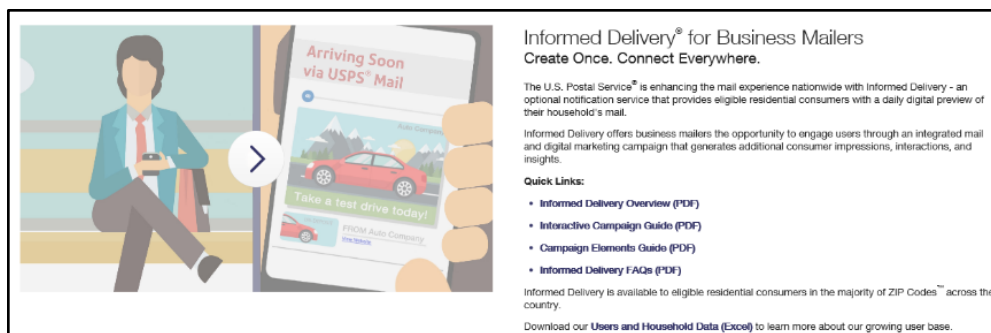 Arriving Soon
via USPS® Mail
Auto Company
Take a test drive today!
FROM Auto Company
View Website
Informed Delivery® for Business Mailers
Create Once. Connect Everywhere.
The U.S. Postal Service® is enhancing the mail experience nationwide with Informed Delivery - an
optional notification service that provides eligible residential consumers with a daily digital preview of
their household's mail.
Informed Delivery offers business mailers the opportunity to engage users through an integrated mail
and digital marketing campaign that generates additional consumer impressions, interactions, and
insights.
Quick Links:
• Informed Delivery Overview (PDF)
• Interactive Campaign Guide (PDF)
• Campaign Elements Guide (PDF)
• Informed Delivery FAQs (PDF)
Informed Delivery is available to eligible residential consumers in the majority of ZIP Codes™ across the
country.
Download our Users and Household Data (Excel) to learn more about our growing user base.